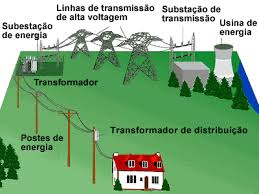 Linhas de transmissão
de alta voltagem
Substação de
transmissão
Usina de
energia
Subestação
de energia
Transformador
Postes de
energia
Transformador de distribuição